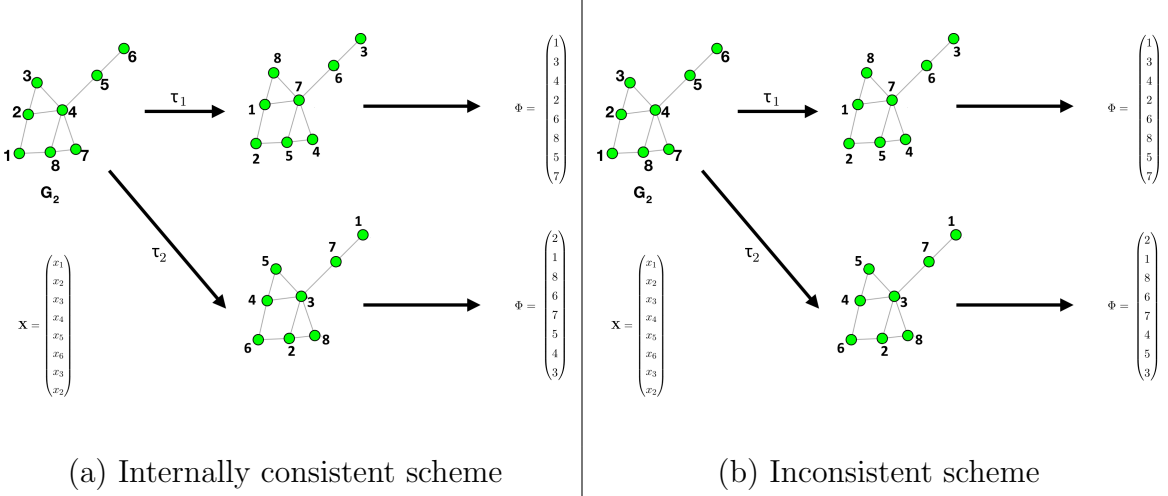 6
3
5
2
4
1
8
7
G₂
τ₁
8
3
6
7
1
2
5
4
Φ =
1
3
4
2
6
8
5
7
τ₂
1
7
5
4
3
6
2
8
Φ =
2
1
8
6
7
5
4
3
X =
x₁
x₂
x₃
x₄
x₅
x₆
x₃
x₂
(a) Internally consistent scheme
6
3
5
2
4
1
8
7
G₂
τ₁
8
3
6
7
1
2
5
4
Φ =
1
3
4
2
6
8
5
7
τ₂
1
7
5
4
3
6
2
8
Φ =
2
1
8
6
7
5
4
3
X =
x₁
x₂
x₃
x₄
x₅
x₆
x₃
x₂
(b) Inconsistent scheme